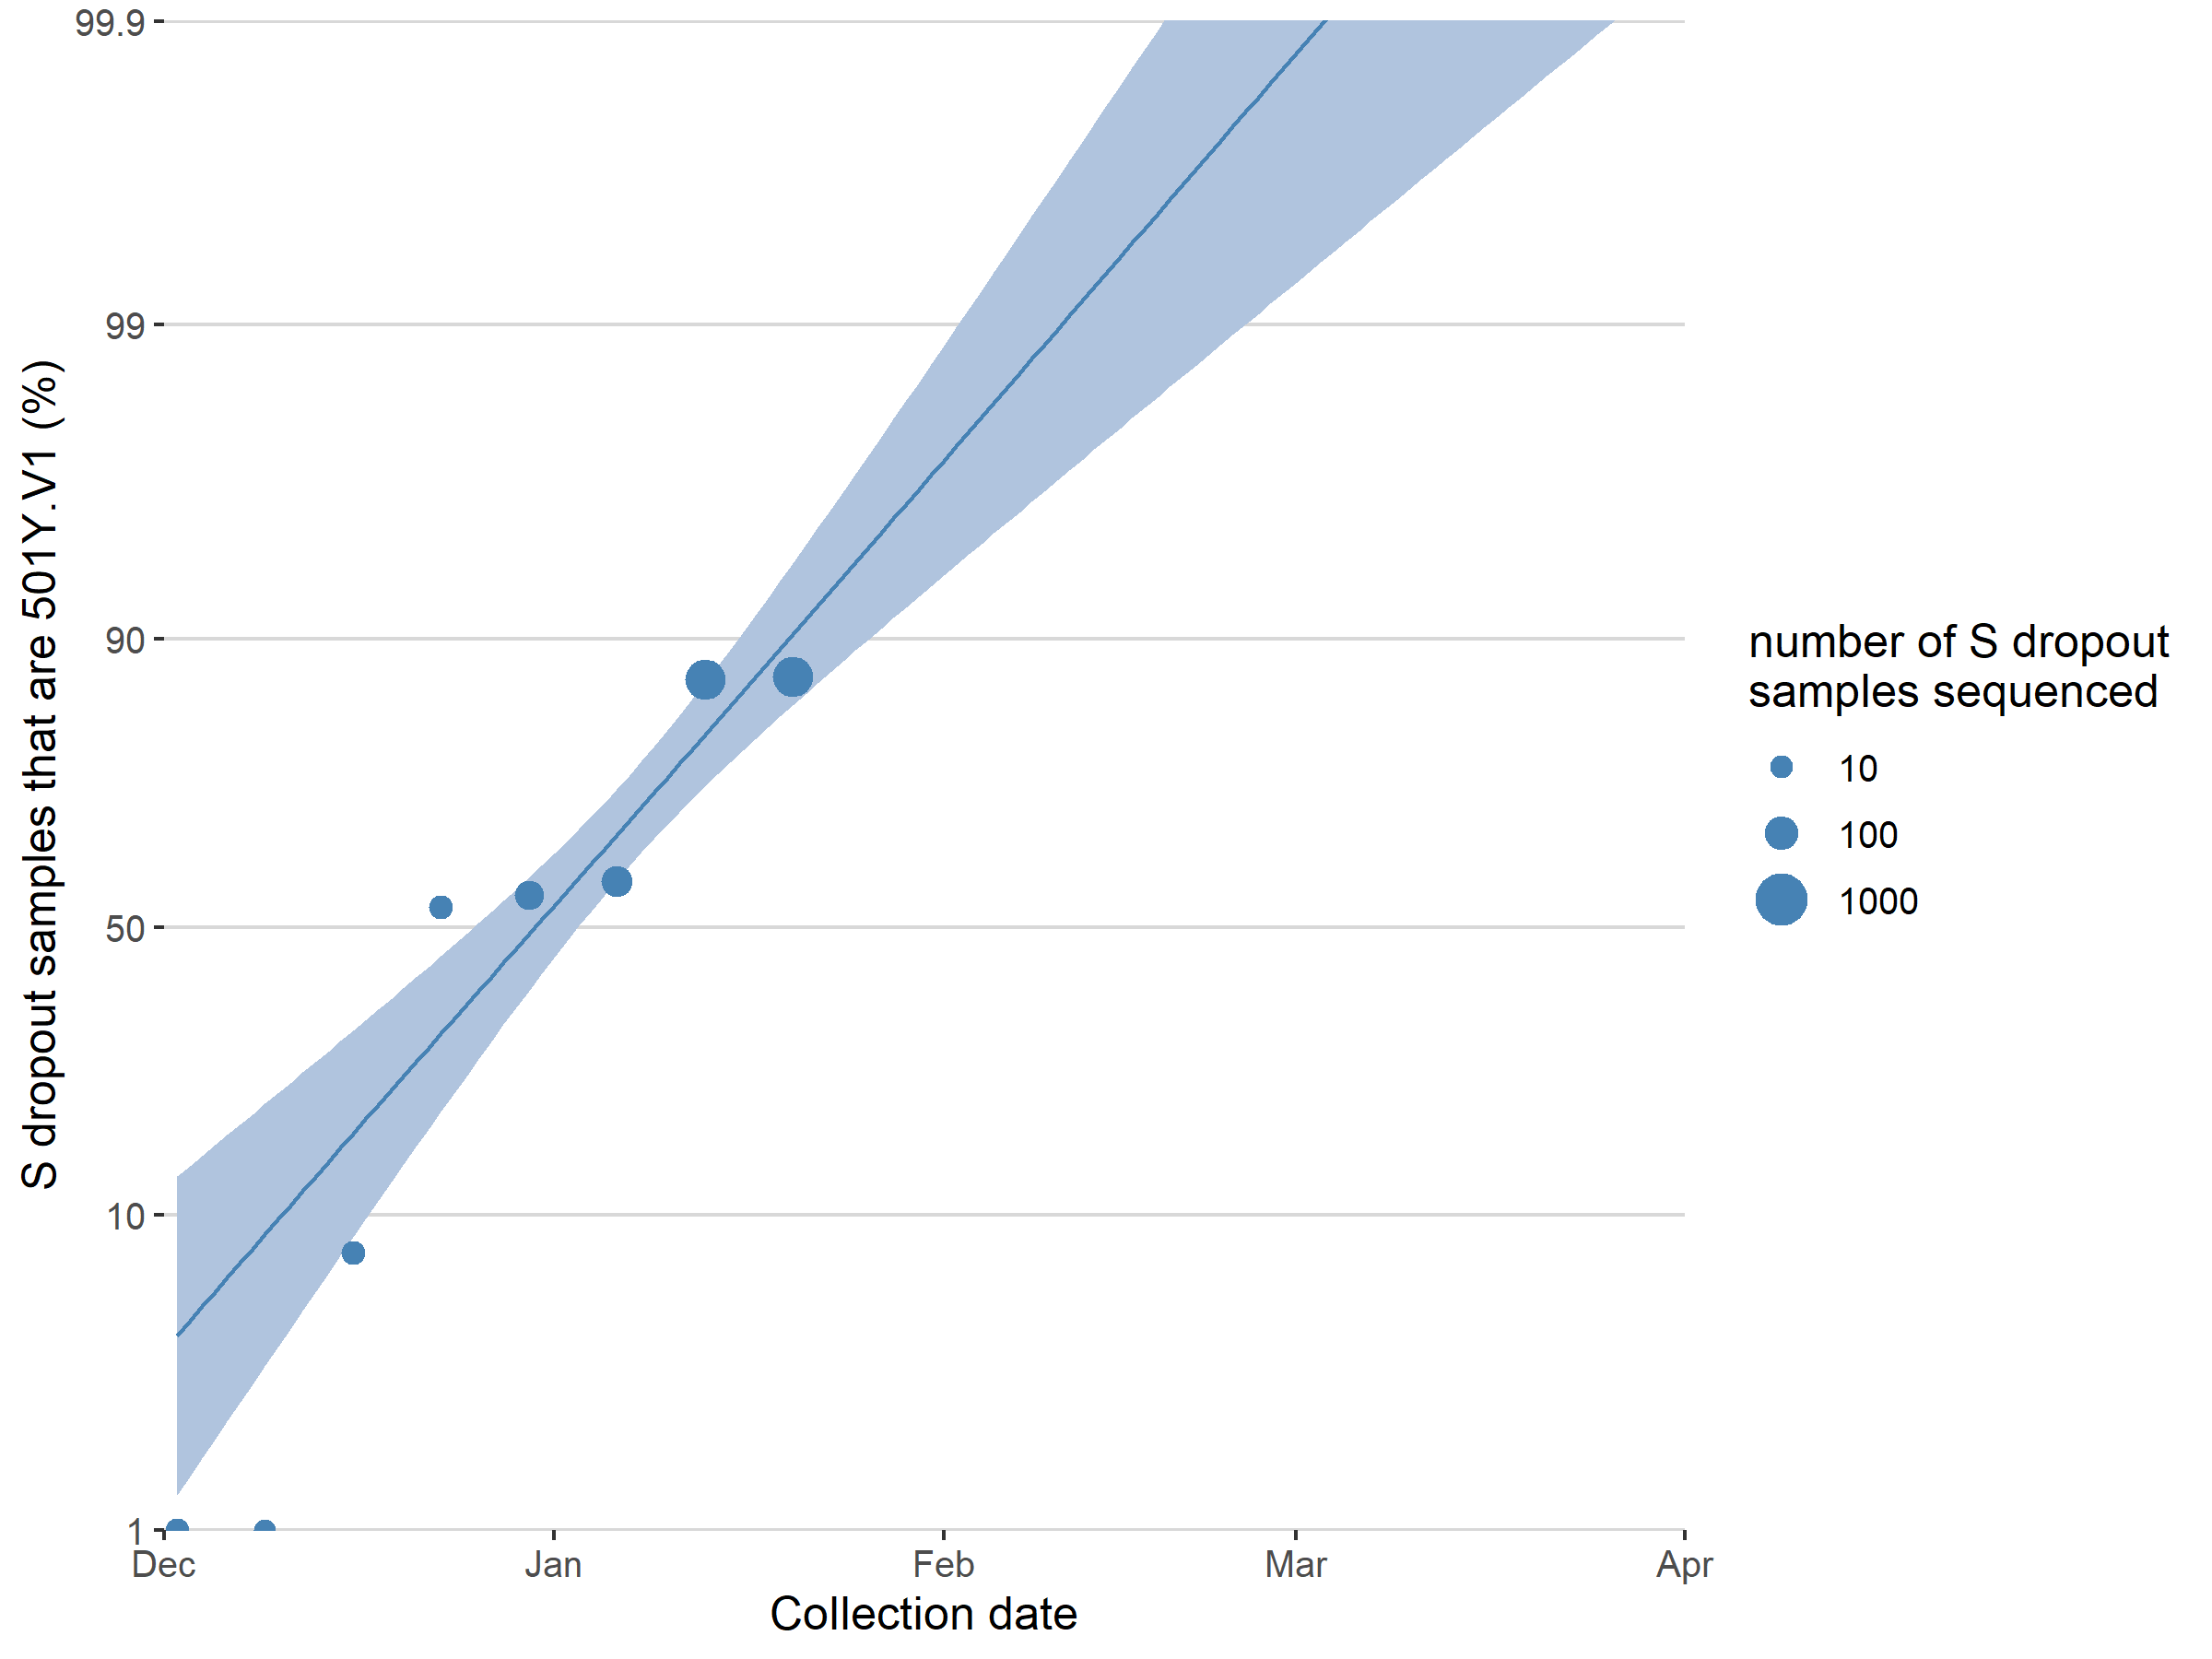 S dropout samples that are 501Y.V1 (%)
99.9
99
90
50
10
1
Dec
Jan
Feb
Mar
Apr
Collection date
number of S dropout
samples sequenced
10
100
1000